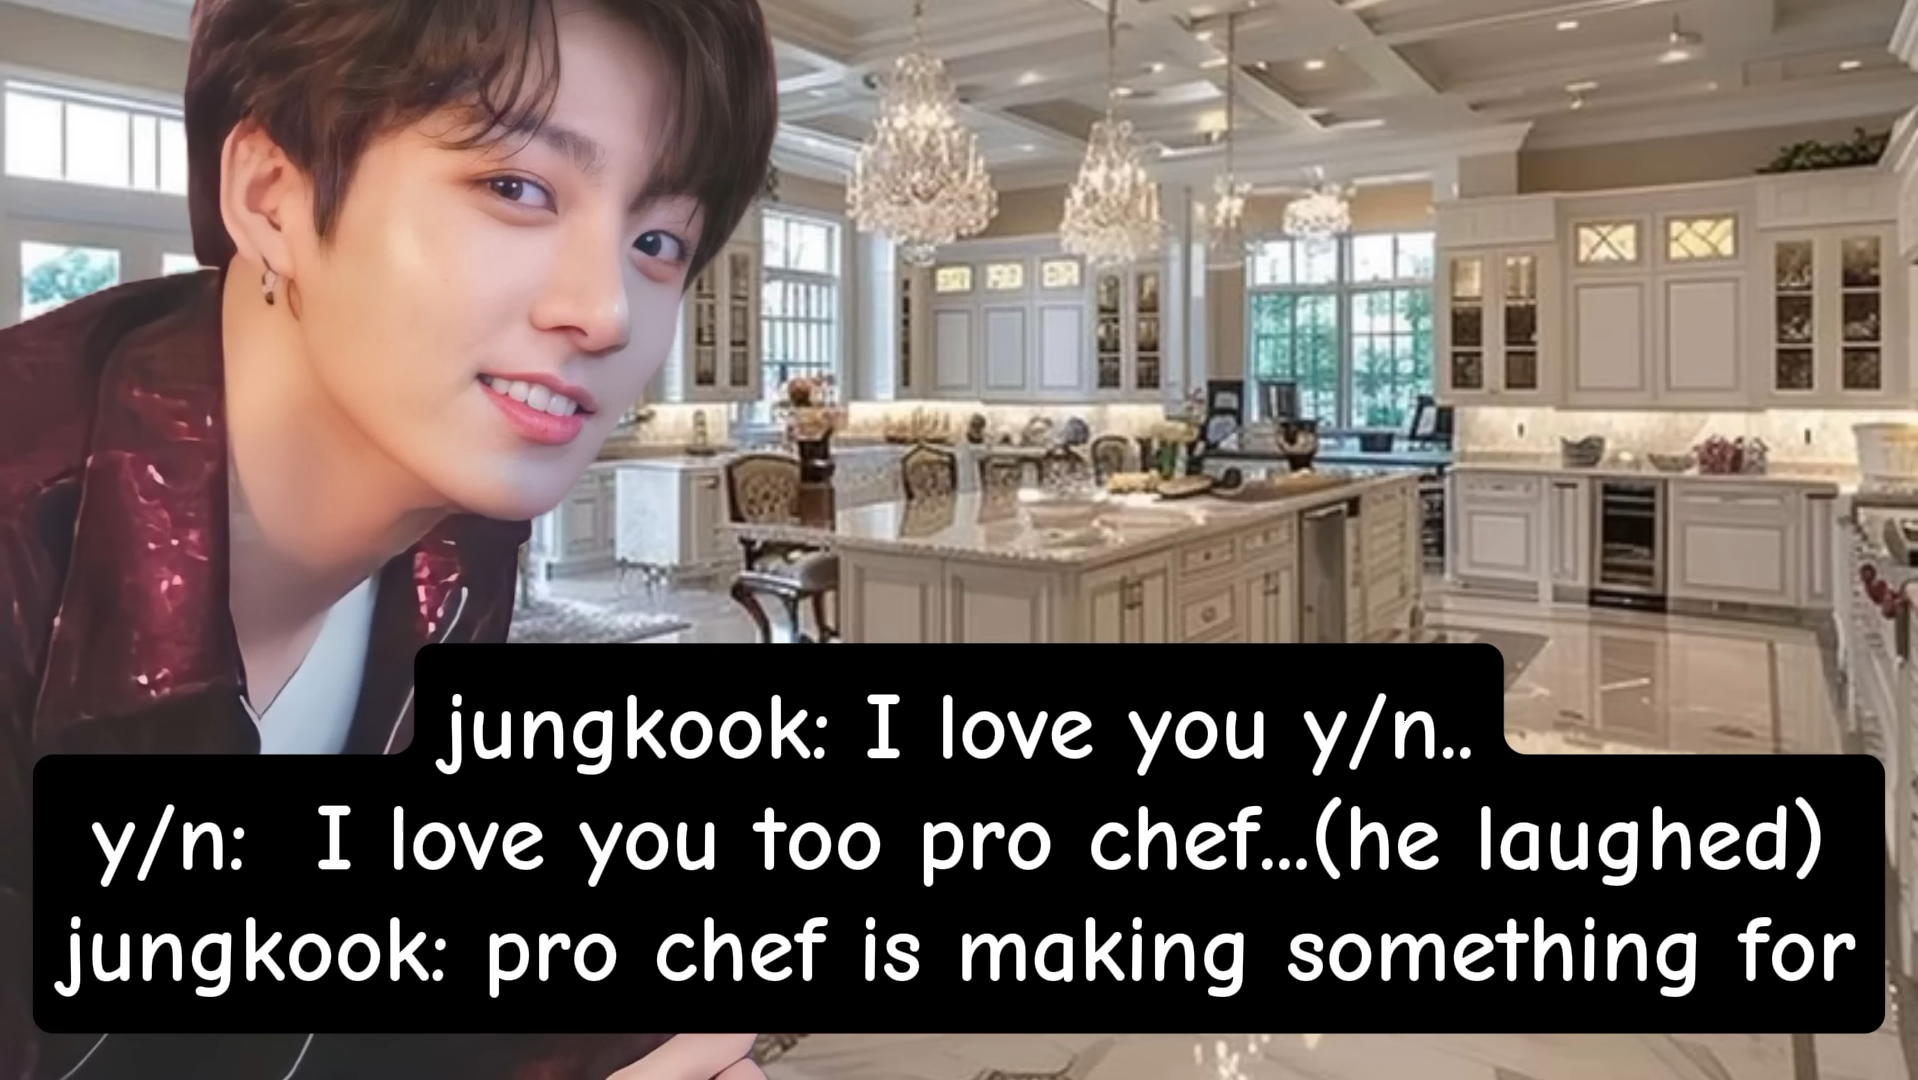 jungkook: I love you y/n..
y/n: I love you too pro chef...(he laughed)
jungkook: pro chef is making something for